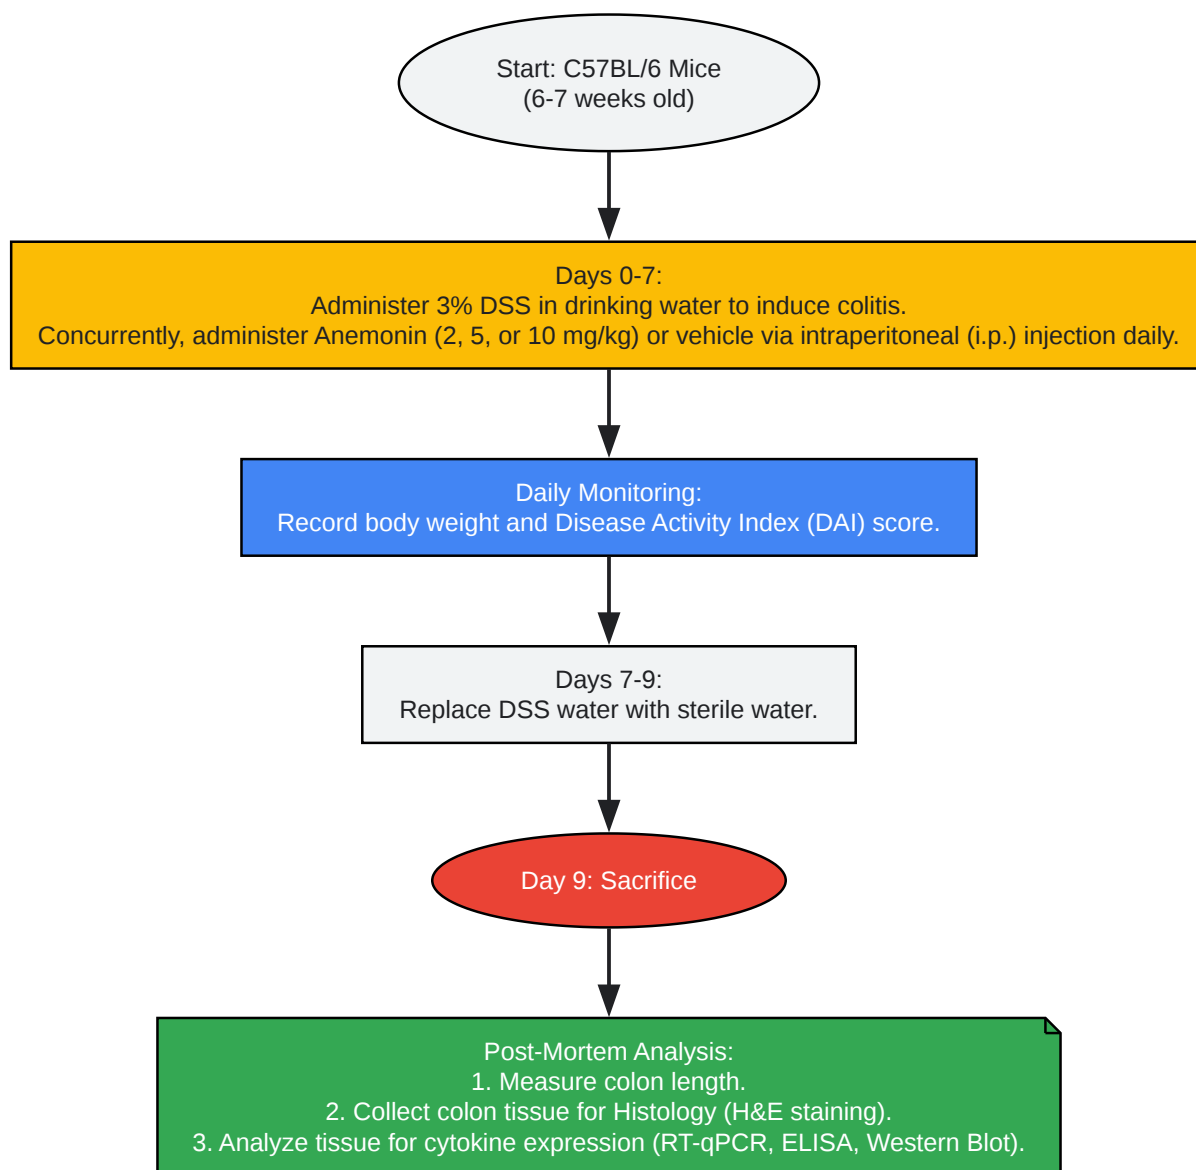 Start: C57BL/6 Mice
(6-7 weeks old)
Days 0-7:
Administer 3% DSS in drinking water to induce colitis.
Concurrently, administer Anemonin (2, 5, or 10 mg/kg) or vehicle via intraperitoneal (i.p.) injection daily.
Daily Monitoring:
Record body weight and Disease Activity Index (DAI) score.
Days 7-9:
Replace DSS water with sterile water.
Day 9: Sacrifice
Post-Mortem Analysis:
1. Measure colon length.
2. Collect colon tissue for Histology (H&E staining).
3. Analyze tissue for cytokine expression (RT-qPCR, ELISA, Western Blot).